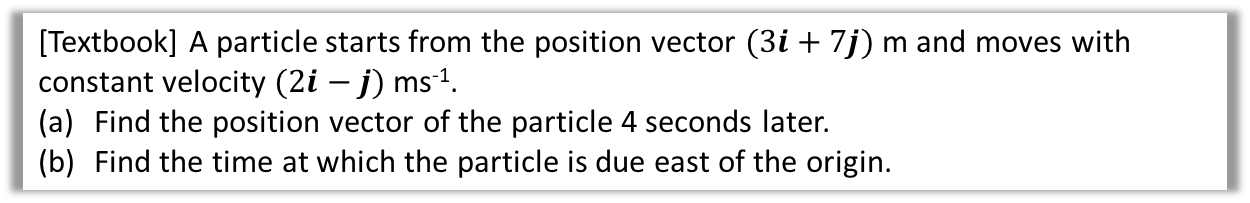 [Textbook] A particle starts from the position vector (3𝒊 + 7𝒋) m and moves with
constant velocity (2𝒊 − 𝒋) ms⁻¹.
(a) Find the position vector of the particle 4 seconds later.
(b) Find the time at which the particle is due east of the origin.